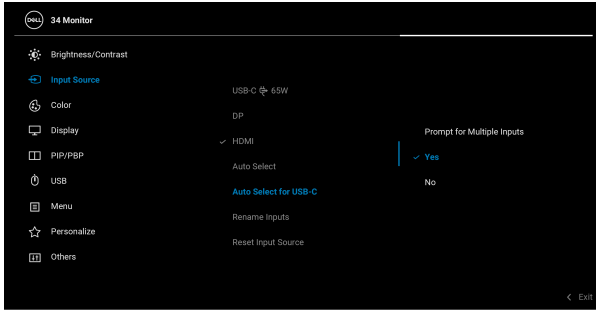 DELL 34 Monitor
Brightness/Contrast
Input Source
Color
Display
PIP/PBP
USB
Menu
Personalize
Others
USB-C 65W
DP
HDMI
Auto Select
Auto Select for USB-C
Rename Inputs
Reset Input Source
Prompt for Multiple Inputs
Yes
No
Exit